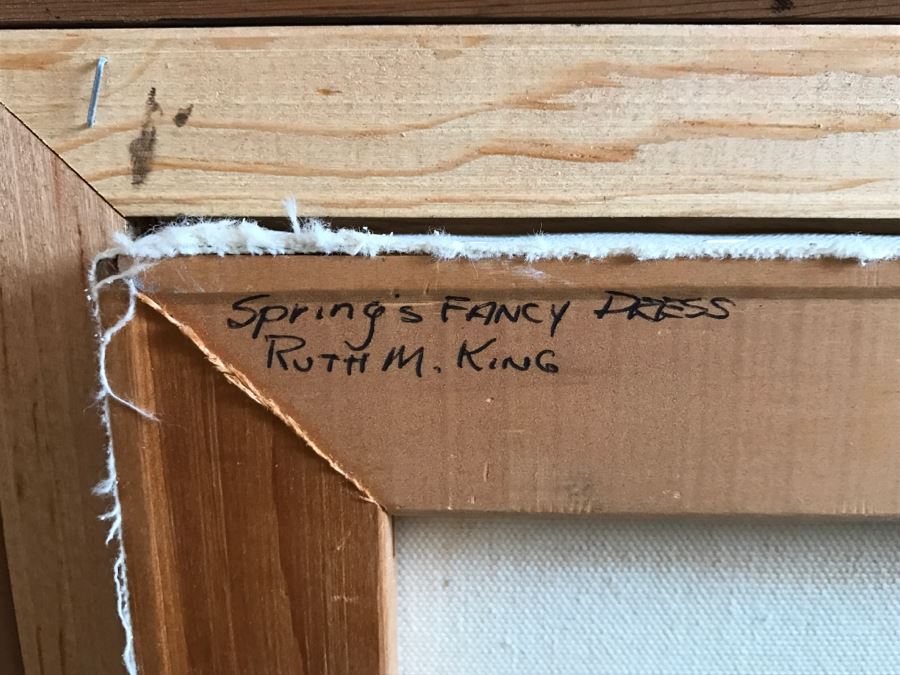 Spring's FANCY DRESS
RUTH M. KING